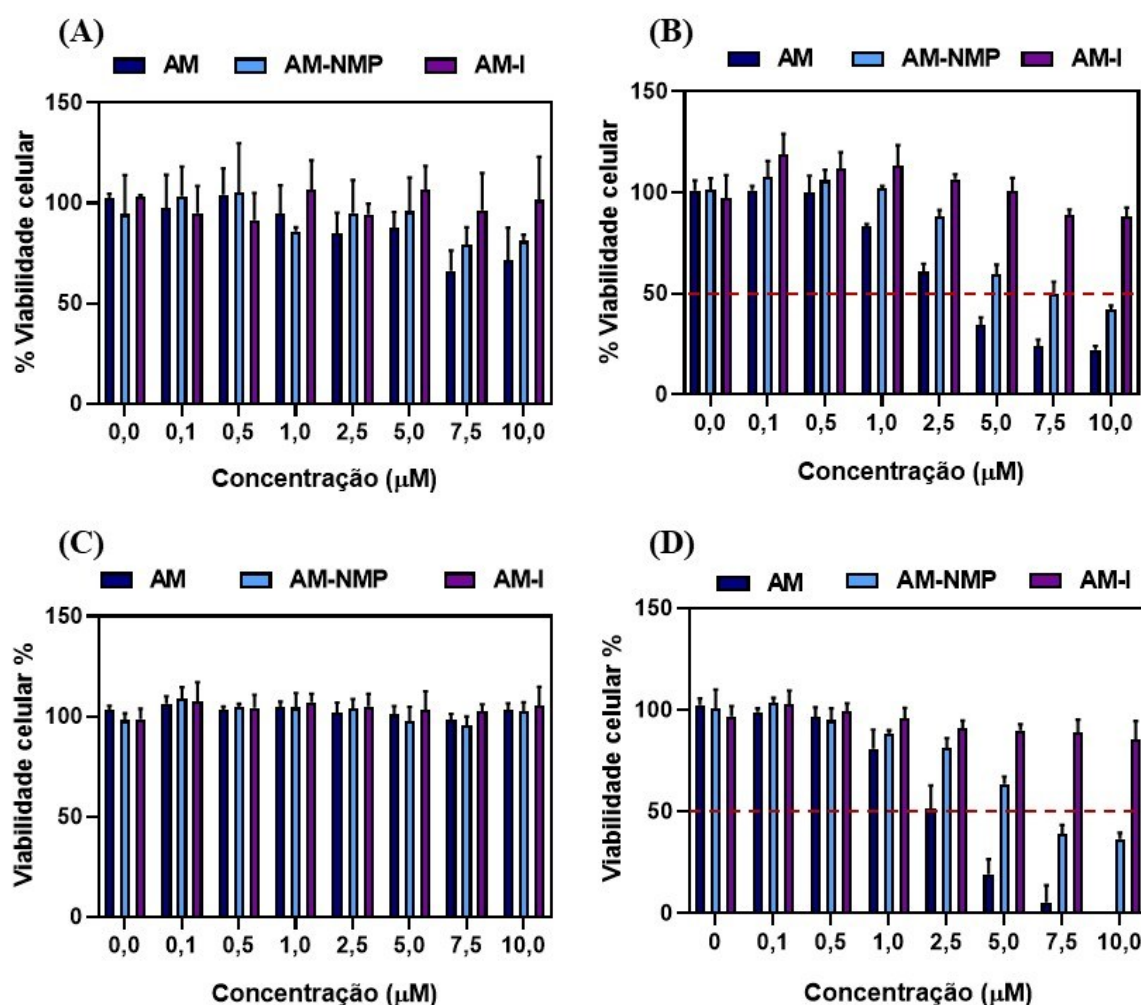 (A)
AM AM-NMP AM-I
% Viabilidade celular
150
100
50
0
0,0 0,1 0,5 1,0 2,5 5,0 7,5 10,0
Concentração (μM)
(B)
AM AM-NMP AM-I
% Viabilidade celular
150
100
50
0
0,0 0,1 0,5 1,0 2,5 5,0 7,5 10,0
Concentração (μM)
(C)
AM AM-NMP AM-I
Viabilidade celular %
150
100
50
0
0,0 0,1 0,5 1,0 2,5 5,0 7,5 10,0
Concentração (μM)
(D)
AM AM-NMP AM-I
Viabilidade celular %
150
100
50
0
0 0,1 0,5 1,0 2,5 5,0 7,5 10,0
Concentração (μM)